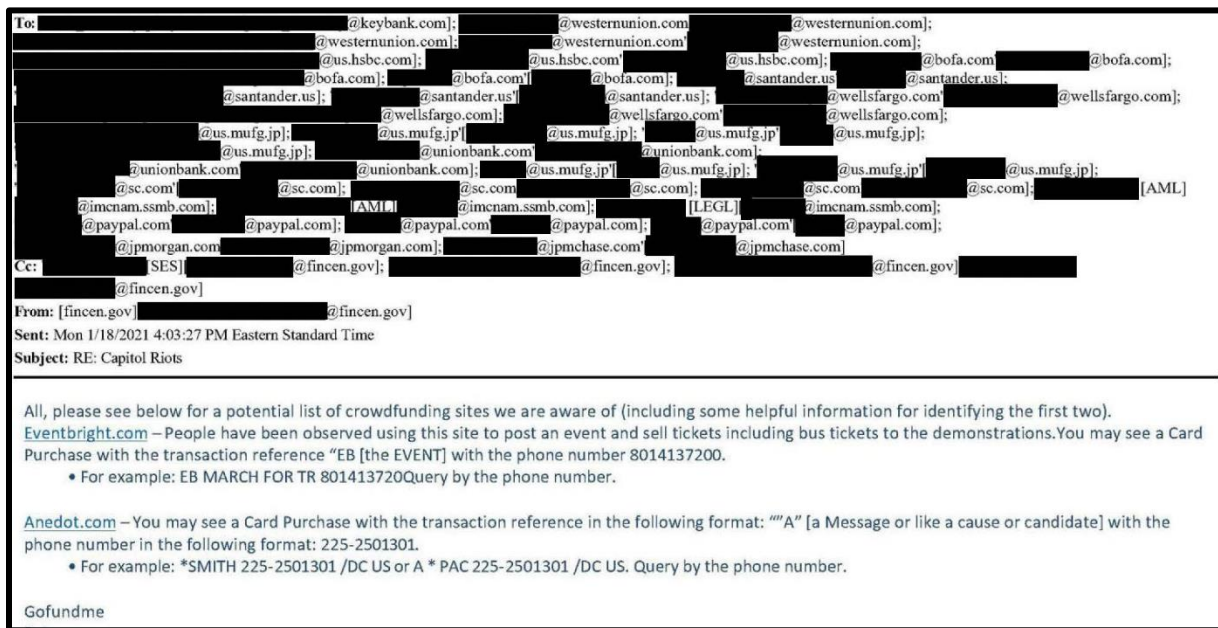 To: @keybank.com]; @westernunion.com @westernunion.com];
@westernunion.com]; @westernunion.com' @westernunion.com];
@us.hsbc.com]; @us.hsbc.com' @us.hsbc.com]; @bofa.com' @bofa.com];
@bofa.com]; @bofa.com'[ @bofa.com]; @santander.us @santander.us];
@santander.us]; @santander.us'[ @santander.us]; @wellsfargo.com' @wellsfargo.com];
@wellsfargo.com]; @wellsfargo.com' @wellsfargo.com];
@us.mufg.jp]; @us.mufg.jp'[ @us.mufg.jp]; ' @us.mufg.jp' @us.mufg.jp];
@us.mufg.jp]; @unionbank.com' @unionbank.com];
@unionbank.com' @unionbank.com]; @us.mufg.jp'[ @us.mufg.jp]; ' @us.mufg.jp'[ @us.mufg.jp];
@sc.com'[ @sc.com]; @sc.com @sc.com]; @sc.com @sc.com]; [AML]
@imcnam.ssmb.com]; [AML][ @imcnam.ssmb.com]; [LEGL][ @imcnam.ssmb.com];
@paypal.com' @paypal.com]; @paypal.com' @paypal.com]; @paypal.com'[ @paypal.com];
@jpmorgan.com @jpmorgan.com]; @jpmchase.com'[ @jpmchase.com]
Cc: [SES][ @fincen.gov]; @fincen.gov]; @fincen.gov]
@fincen.gov]
From: [fincen.gov] @fincen.gov]
Sent: Mon 1/18/2021 4:03:27 PM Eastern Standard Time
Subject: RE: Capitol Riots
All, please see below for a potential list of crowdfunding sites we are aware of (including some helpful information for identifying the first two).
Eventbright.com – People have been observed using this site to post an event and sell tickets including bus tickets to the demonstrations.You may see a Card
Purchase with the transaction reference "EB [the EVENT] with the phone number 8014137200.
• For example: EB MARCH FOR TR 801413720Query by the phone number.
Anedot.com – You may see a Card Purchase with the transaction reference in the following format: ""A" [a Message or like a cause or candidate] with the
phone number in the following format: 225-2501301.
• For example: *SMITH 225-2501301 /DC US or A * PAC 225-2501301 /DC US. Query by the phone number.
Gofundme